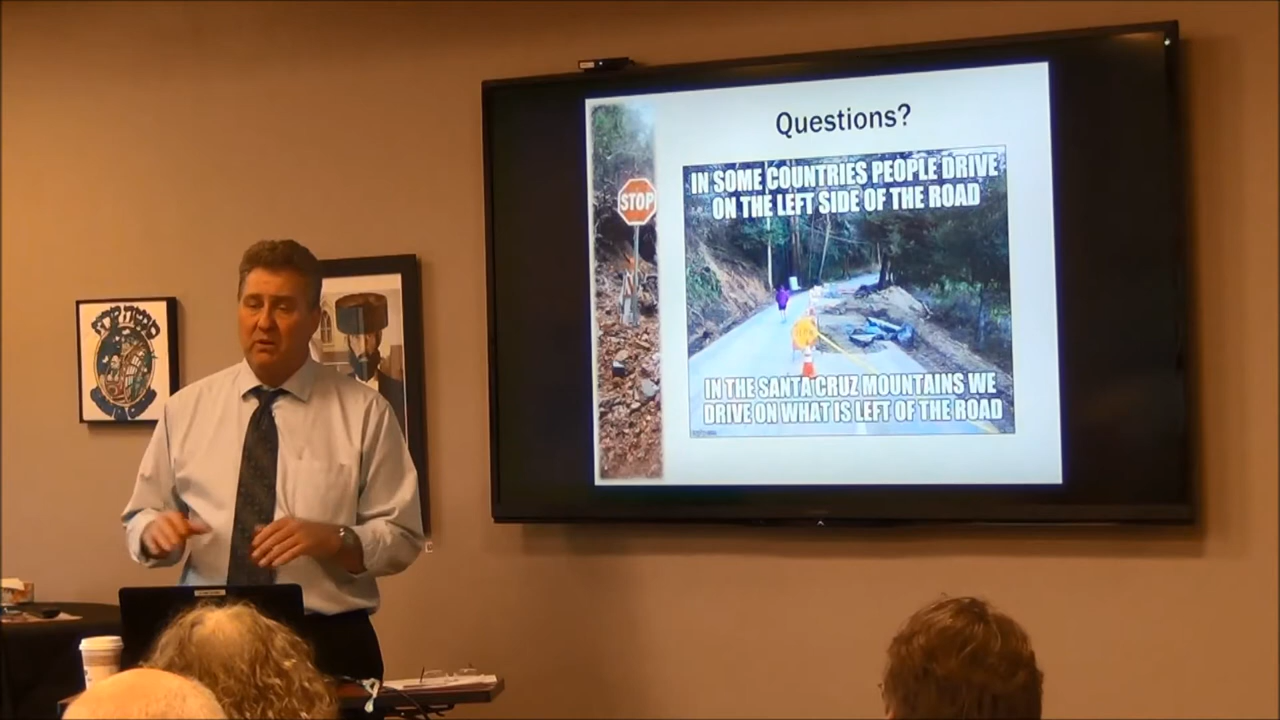 Questions?
STOP
IN SOME COUNTRIES PEOPLE DRIVE
ON THE LEFT SIDE OF THE ROAD
IN THE SANTA CRUZ MOUNTAINS WE
DRIVE ON WHAT IS LEFT OF THE ROAD